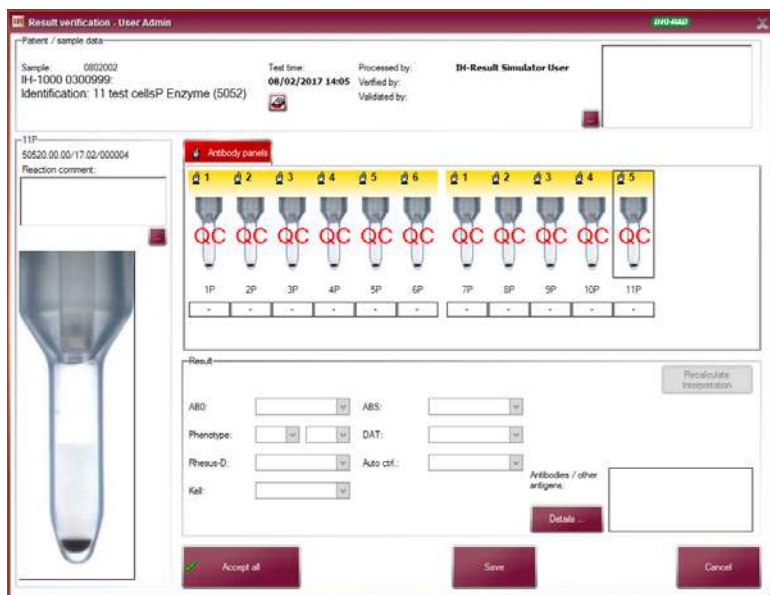 Result verification - User Admin
BIO-RAD
Patient / sample data
Sample: 0802002
IH-1000 0300999:
Identification: 11 test cellsP Enzyme (5052)
Test time:
08/02/2017 14:05
Processed by: IH-Result Simulator User
Verified by:
Validated by:
...
11P
50520.00.00/17.02/000004
Reaction comment:
...
Antibody panels
1 2 3 4 5 6 1 2 3 4 5
QC QC QC QC QC QC QC QC QC QC QC
1P 2P 3P 4P 5P 6P 7P 8P 9P 10P 11P
- - - - - - - - - - -
Result
Recalculate
interpretation
AB0: ABS:
Phenotype: DAT:
Rhesus-D: Auto ctrl.:
Kell:
Antibodies / other
antigene:
Details ...
Accept all Save Cancel